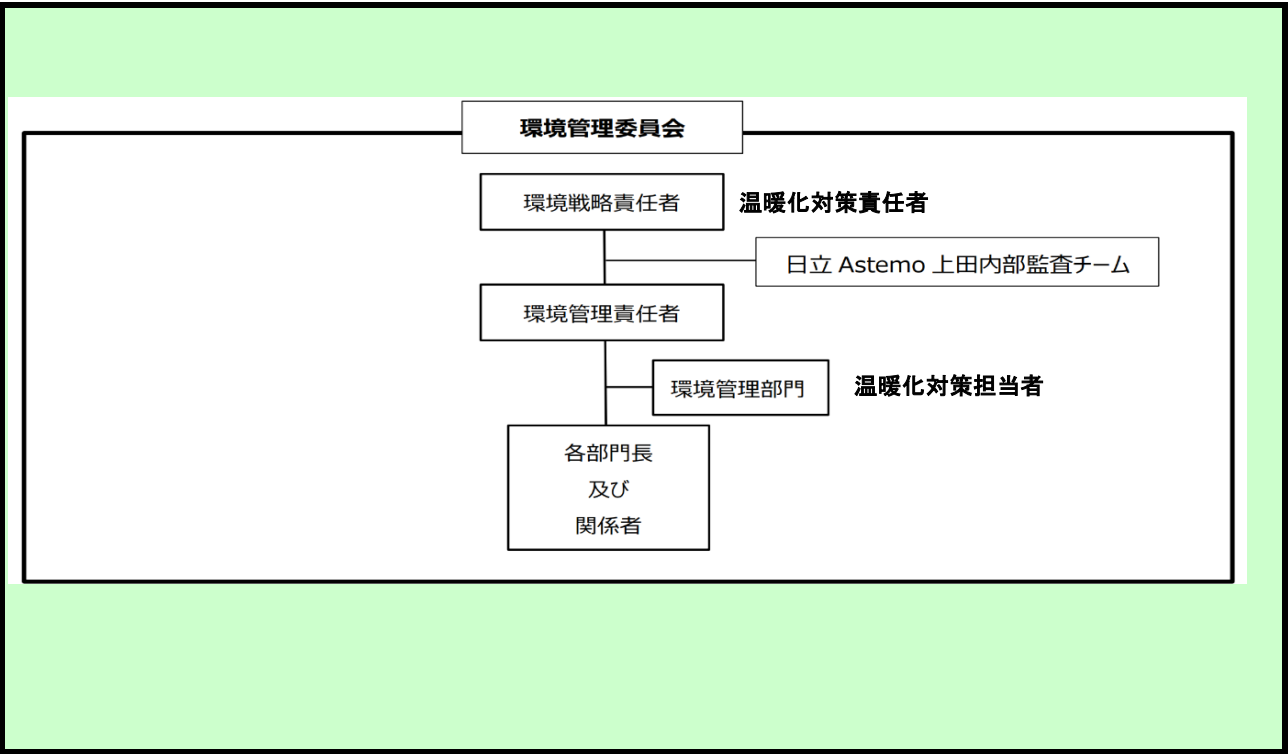 環境管理委員会
環境戦略責任者
温暖化対策責任者
日立 Astemo 上田内部監査チーム
環境管理責任者
環境管理部門
温暖化対策担当者
各部門長
及び
関係者